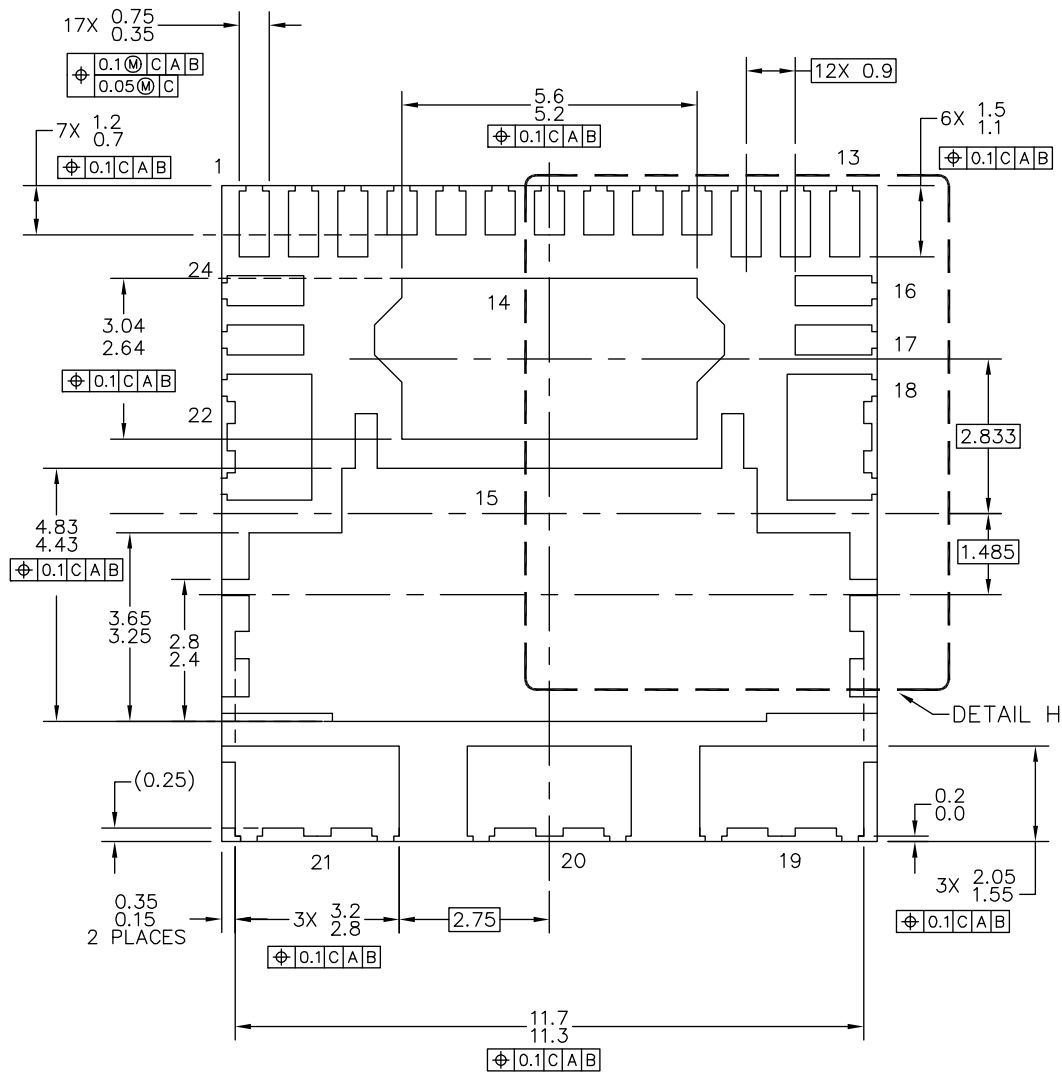 17X 0.75
0.35
⌖ 0.1Ⓜ C A B
0.05Ⓜ C
12X 0.9
5.6
5.2
⌖ 0.1 C A B
7X 1.2
0.7
⌖ 0.1 C A B
6X 1.5
1.1
⌖ 0.1 C A B
1
13
24
14
16
3.04
2.64
⌖ 0.1 C A B
17
18
22
2.833
15
4.83
4.43
⌖ 0.1 C A B
1.485
3.65
3.25
2.8
2.4
DETAIL H
(0.25)
0.2
0.0
21
20
19
3X 2.05
1.55
⌖ 0.1 C A B
0.35
0.15
2 PLACES
3X 3.2
2.8
⌖ 0.1 C A B
2.75
11.7
11.3
⌖ 0.1 C A B